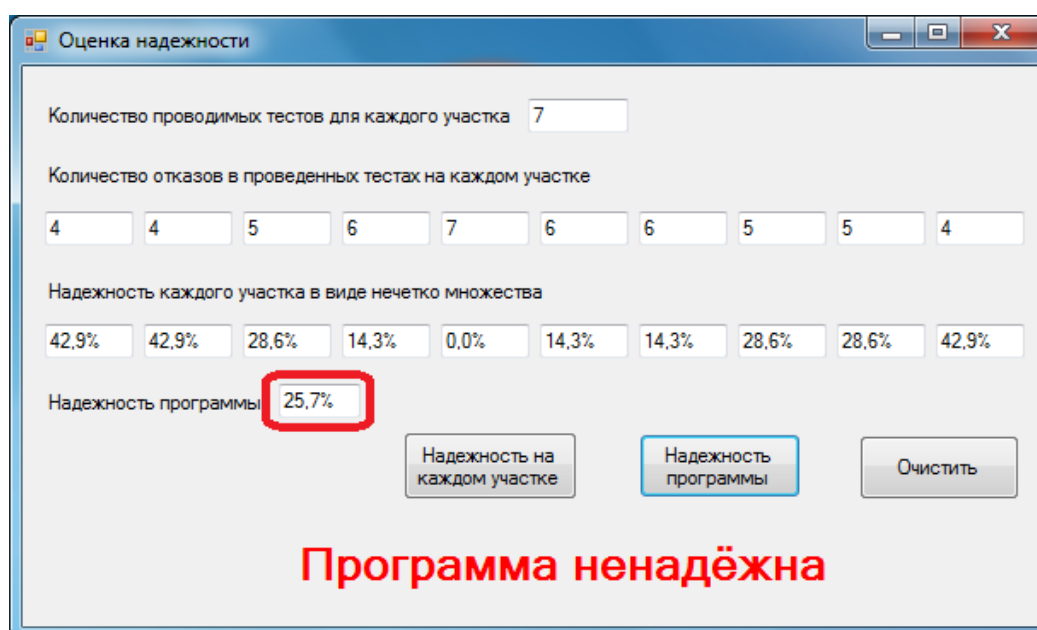 Оценка надежности
Количество проводимых тестов для каждого участка 7
Количество отказов в проведенных тестах на каждом участке
4 4 5 6 7 6 6 5 5 4
Надежность каждого участка в виде нечетко множества
42,9% 42,9% 28,6% 14,3% 0,0% 14,3% 14,3% 28,6% 28,6% 42,9%
Надежность программы 25,7%
Надежность на
каждом участке
Надежность
программы
Очистить
Программа ненадёжна